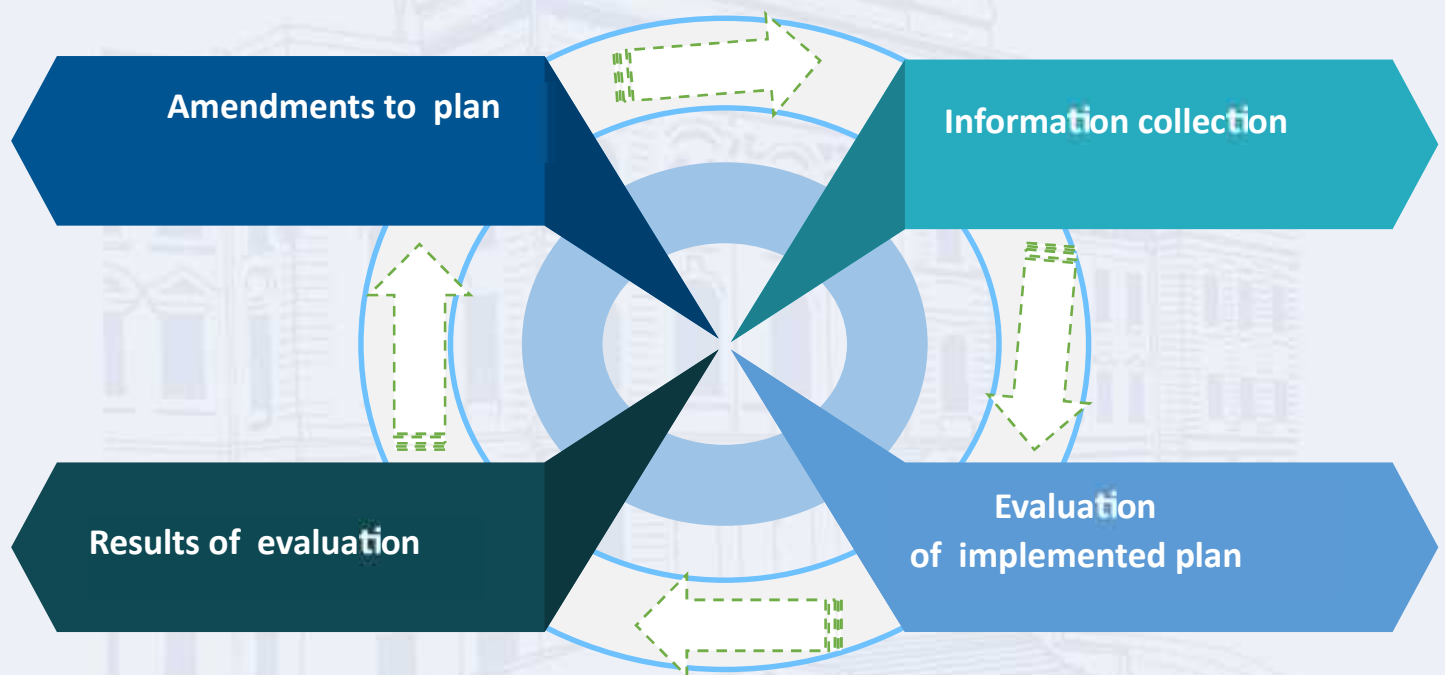 Amendments to plan
Information collection
Results of evaluation
Evaluation
of implemented plan